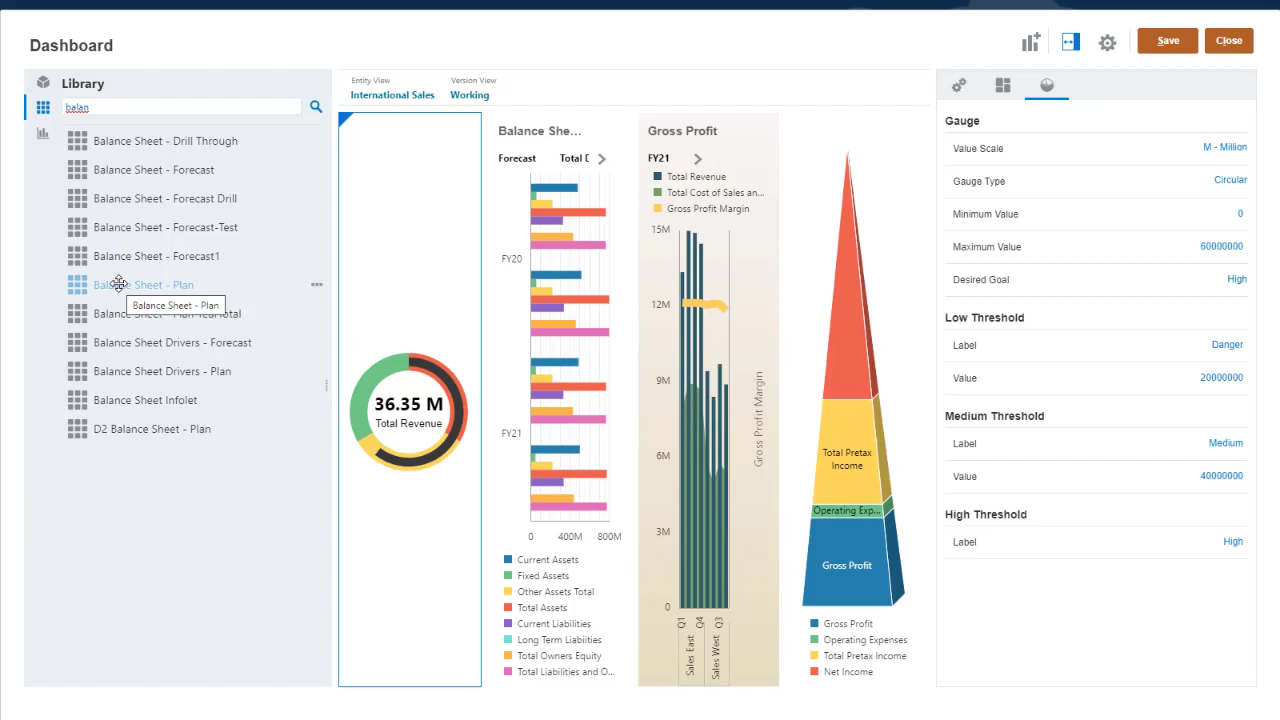 Dashboard
Save
Close
Library
balan
Balance Sheet - Drill Through
Balance Sheet - Forecast
Balance Sheet - Forecast Drill
Balance Sheet - Forecast-Test
Balance Sheet - Forecast1
Balance Sheet - Plan
Balance Sheet - Plan
Balance Sheet Drivers - Forecast
Balance Sheet Drivers - Plan
Balance Sheet Infolet
D2 Balance Sheet - Plan
Entity View
Version View
International Sales
Working
36.35 M
Total Revenue
Balance She...
Forecast
Total D
FY20
FY21
0
400M
800M
Current Assets
Fixed Assets
Other Assets Total
Total Assets
Current Liabilities
Long Term Liabiities
Total Owners Equity
Total Liabilities and O...
Gross Profit
FY21
Total Revenue
Total Cost of Sales an...
Gross Profit Margin
15M
12M
9M
6M
3M
0
Gross Profit Margin
Q1
Q4
Q3
Sales East
Sales West
Total Pretax
Income
Operating Exp...
Gross Profit
Gross Profit
Operating Expenses
Total Pretax Income
Net Income
Gauge
Value Scale
M - Million
Gauge Type
Circular
Minimum Value
0
Maximum Value
60000000
Desired Goal
High
Low Threshold
Label
Danger
Value
20000000
Medium Threshold
Label
Medium
Value
40000000
High Threshold
Label
High